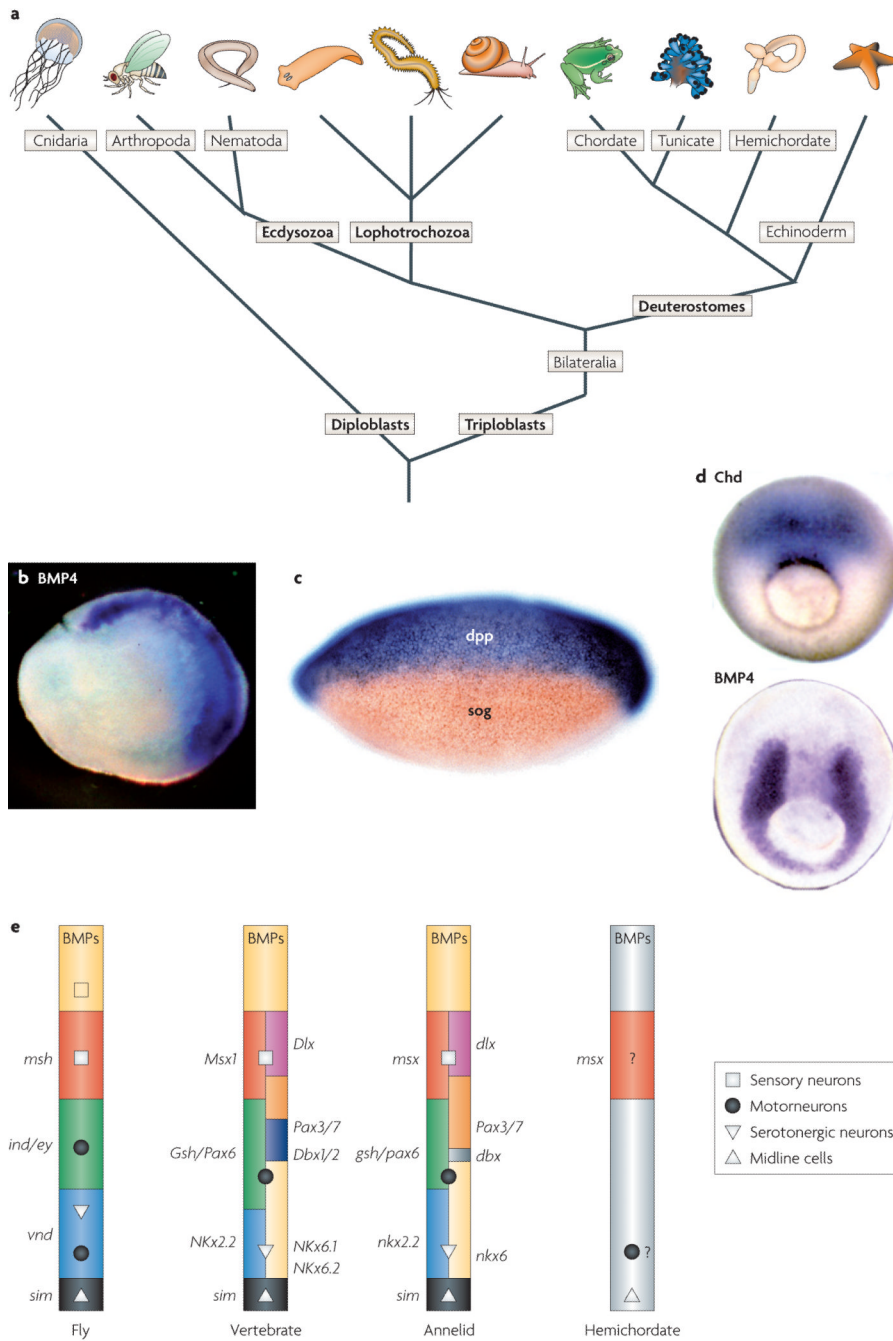 a
Cnidaria
Arthropoda
Nematoda
Chordate
Tunicate
Hemichordate
Ecdysozoa
Lophotrochozoa
Echinoderm
Deuterostomes
Bilateralia
Diploblasts
Triploblasts
b BMP4
c
dpp
sog
d Chd
BMP4
e
BMPs
msh
ind/ey
vnd
sim
Fly
BMPs
Msx1
Dlx
Gsh/Pax6
Pax3/7
Dbx1/2
NKx2.2
NKx6.1
NKx6.2
sim
Vertebrate
BMPs
msx
dlx
gsh/pax6
Pax3/7
dbx
nkx2.2
nkx6
sim
Annelid
BMPs
msx
?
?
Hemichordate
Sensory neurons
Motorneurons
Serotonergic neurons
Midline cells